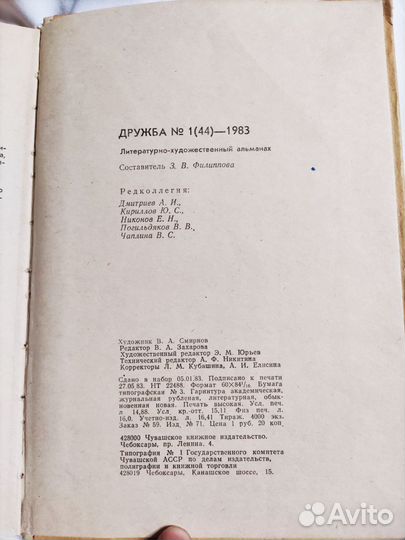 ДРУЖБА № 1(44)—1983
Литературно-художественный альманах
Составитель З. В. Филиппова
Редколлегия:
Дмитриев А. И.,
Кириллов Ю. С.,
Никонов Е. Н.,
Погильдяков В. В.,
Чаплина В. С.
Художник В. А. Смирнов
Редактор В. А. Захарова
Художественный редактор Э. М. Юрьев
Технический редактор А. Ф. Никитина
Корректоры Л. М. Кубашина, А. И. Елисина
Сдано в набор 05.01.83. Подписано к печати
27.05.83. НТ 22488. Формат 60×84¹/₁₆. Бумага
типографская № 3. Гарнитура академическая,
журнальная рубленая, литературная, обык-
новенная новая. Печать высокая. Усл. печ.
л. 14,88. Усл. кр.-отт. 15,11. Физ. печ. л.
16,0. Учетно-изд. л. 16,41. Тираж 4000 экз.
Заказ № 59. Изд. № 71. Цена 1 руб. 20 коп.
428000 Чувашское книжное издательство.
Чебоксары, пр. Ленина, 4.
Типография № 1 Государственного комитета
Чувашской АССР по делам издательств,
полиграфии и книжной торговли
428019 Чебоксары, Канашское шоссе, 15.
Avito